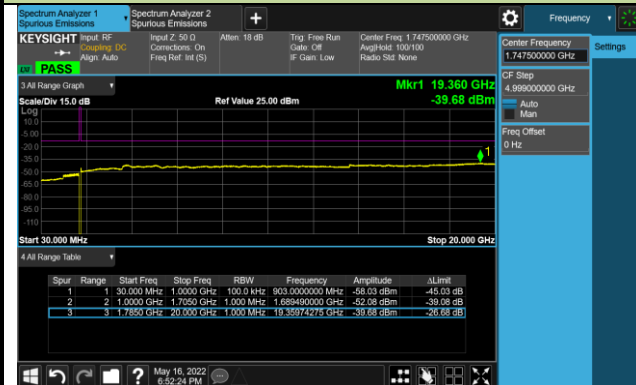 Spectrum Analyzer 1
Spurious Emissions
Spectrum Analyzer 2
Spurious Emissions
+
Frequency
KEYSIGHT
Input: RF
Coupling: DC
Align: Auto
Input Z: 50 Ω
Corrections: On
Freq Ref: Int (S)
Atten: 18 dB
Trig: Free Run
Gate: Off
IF Gain: Low
Center Freq: 1.747500000 GHz
Avg|Hold: 100/100
Radio Std: None
PASS
Center Frequency
1.747500000 GHz
Settings
CF Step
4.999000000 GHz
Auto
Man
Freq Offset
0 Hz
3 All Range Graph
Mkr1 19.360 GHz
-39.68 dBm
Scale/Div 15.0 dB
Ref Value 25.00 dBm
Log
10.0
-5.00
-20.0
-35.0
-50.0
-65.0
-80.0
-95.0
-110
1
Start 30.000 MHz
Stop 20.000 GHz
4 All Range Table
Spur Range Start Freq Stop Freq RBW Frequency Amplitude ΔLimit
1 1 30.000 MHz 1.0000 GHz 100.0 kHz 903.0000000 MHz -58.03 dBm -45.03 dB
2 2 1.0000 GHz 1.7050 GHz 1.000 MHz 1.689490000 GHz -52.08 dBm -39.08 dB
3 3 1.7850 GHz 20.000 GHz 1.000 MHz 19.35974275 GHz -39.68 dBm -26.68 dB
?
May 16, 2022
6:52:24 PM